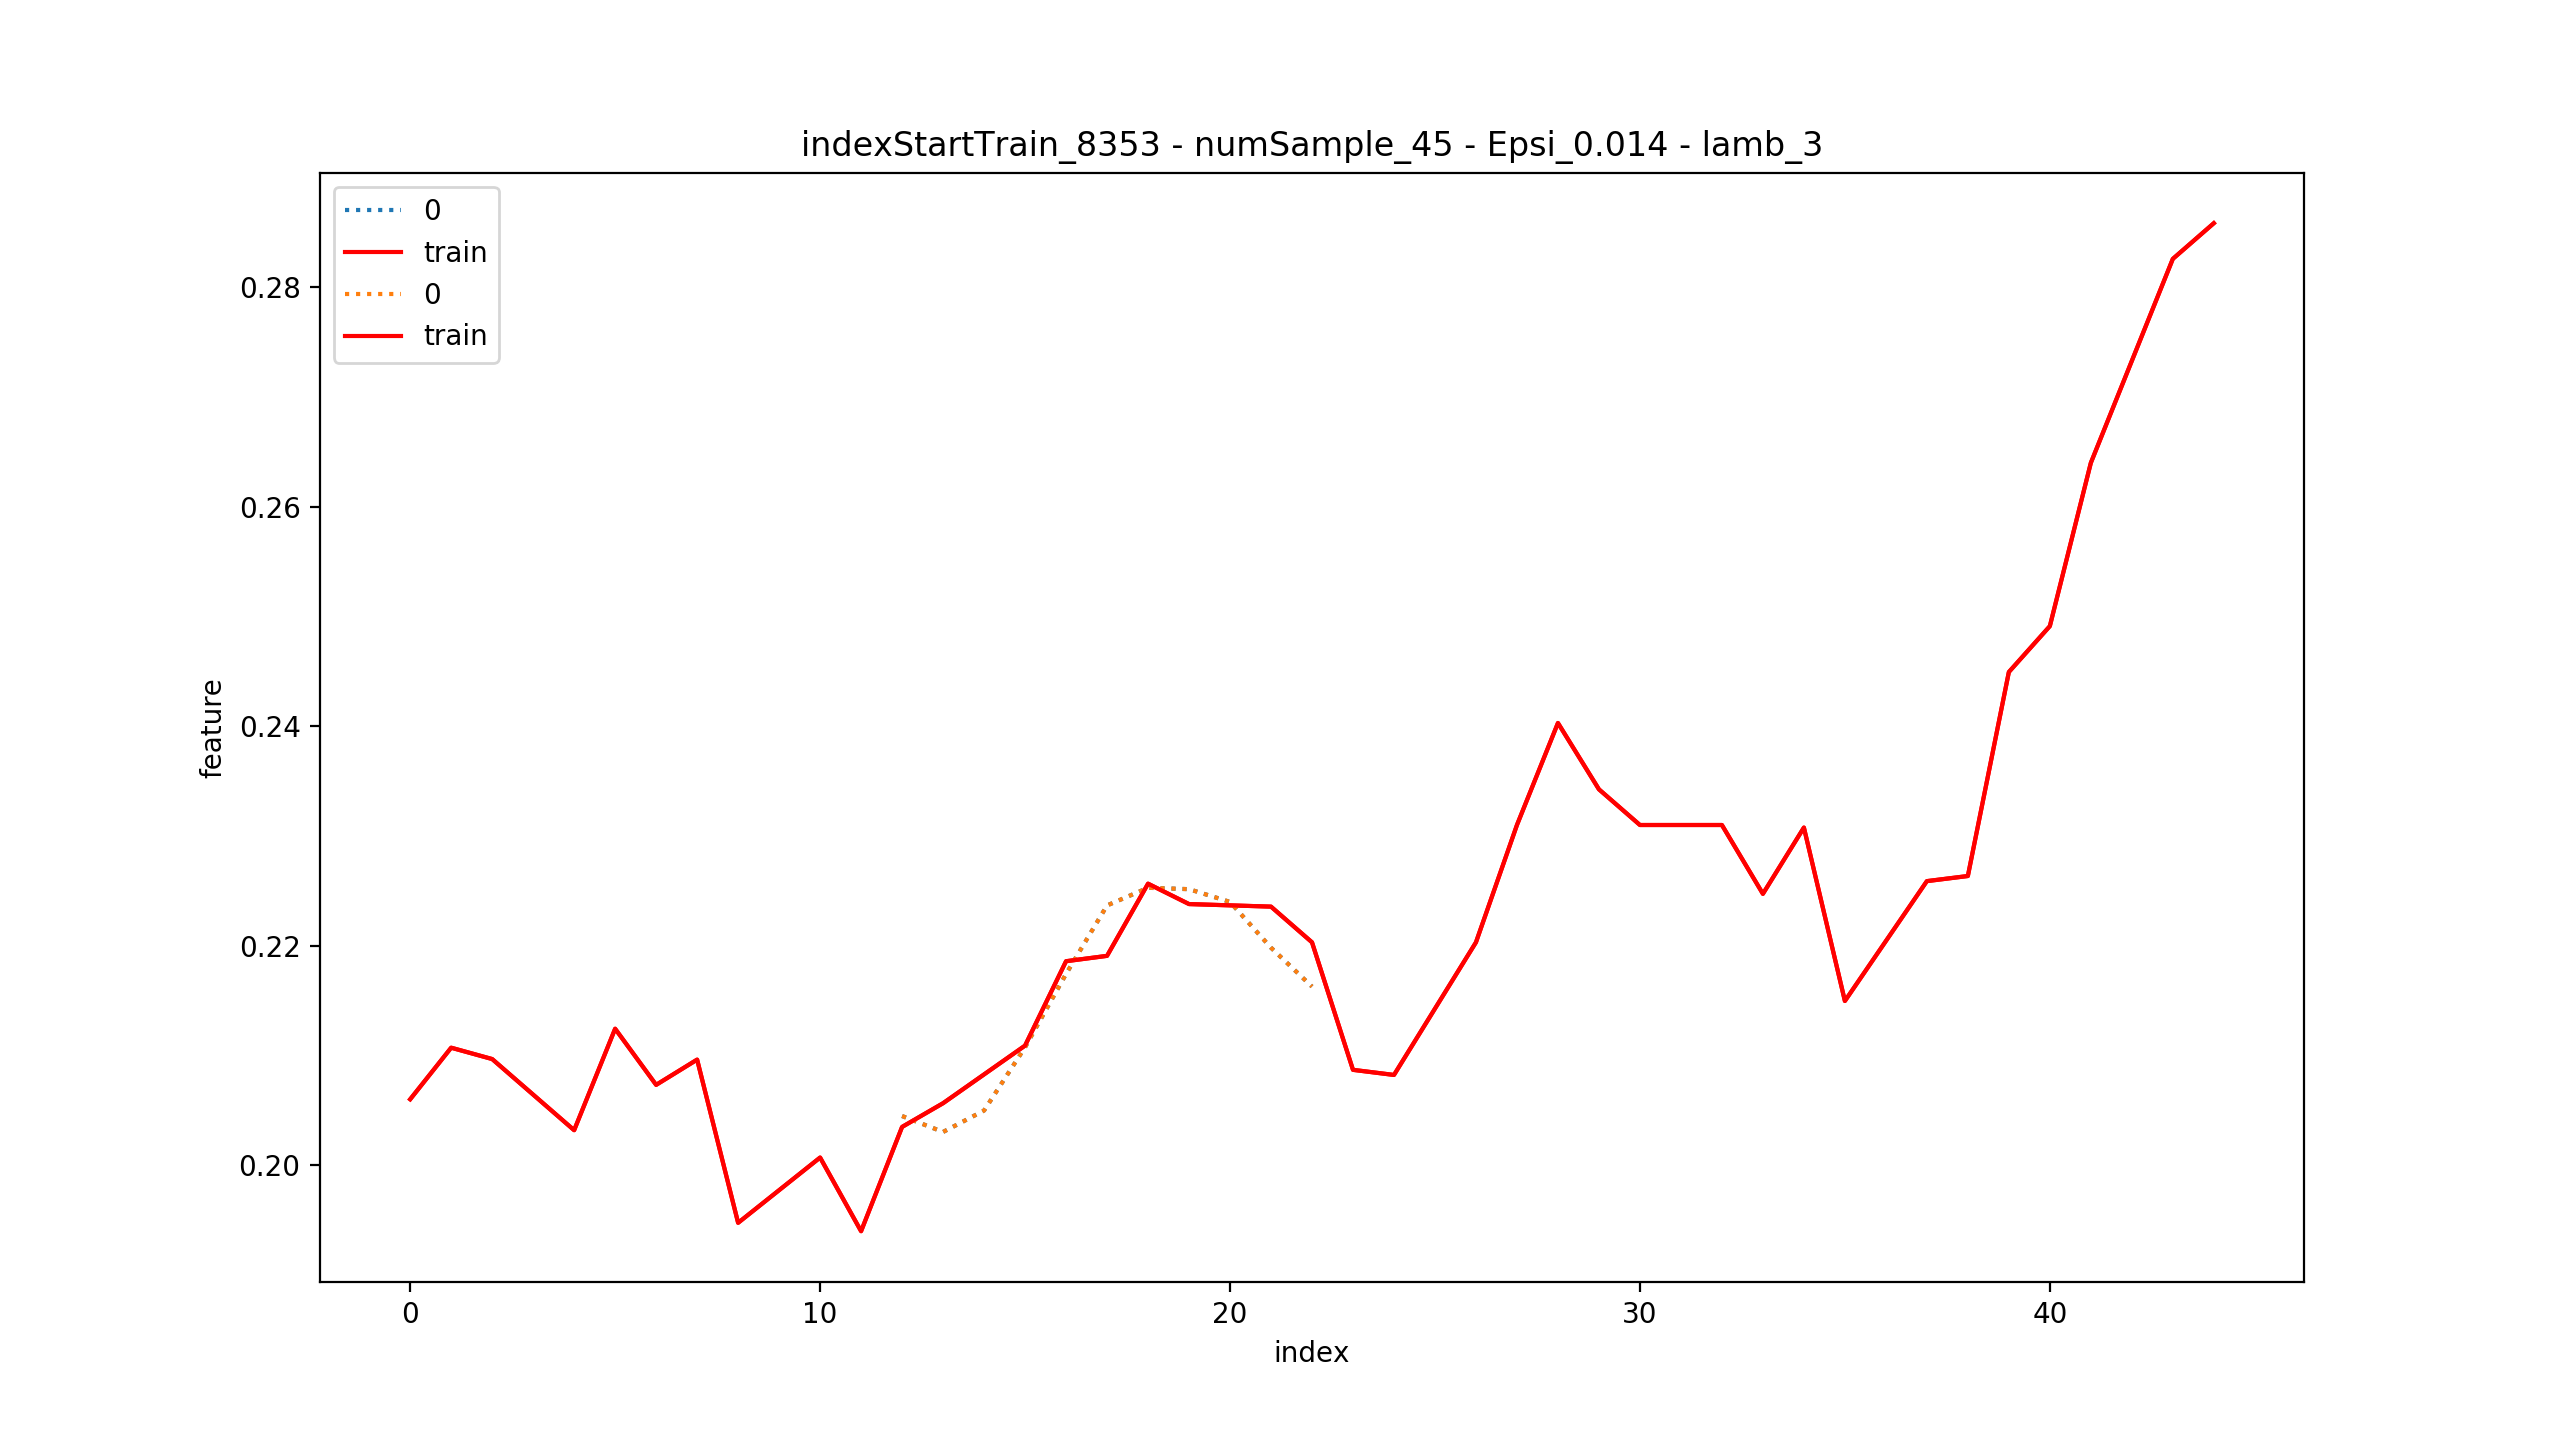 indexStartTrain_8353 - numSample_45 - Epsi_0.014 - lamb_3
0
train
0
train
0.28
0.26
0.24
0.22
0.20
feature
0 10 20 30 40
index